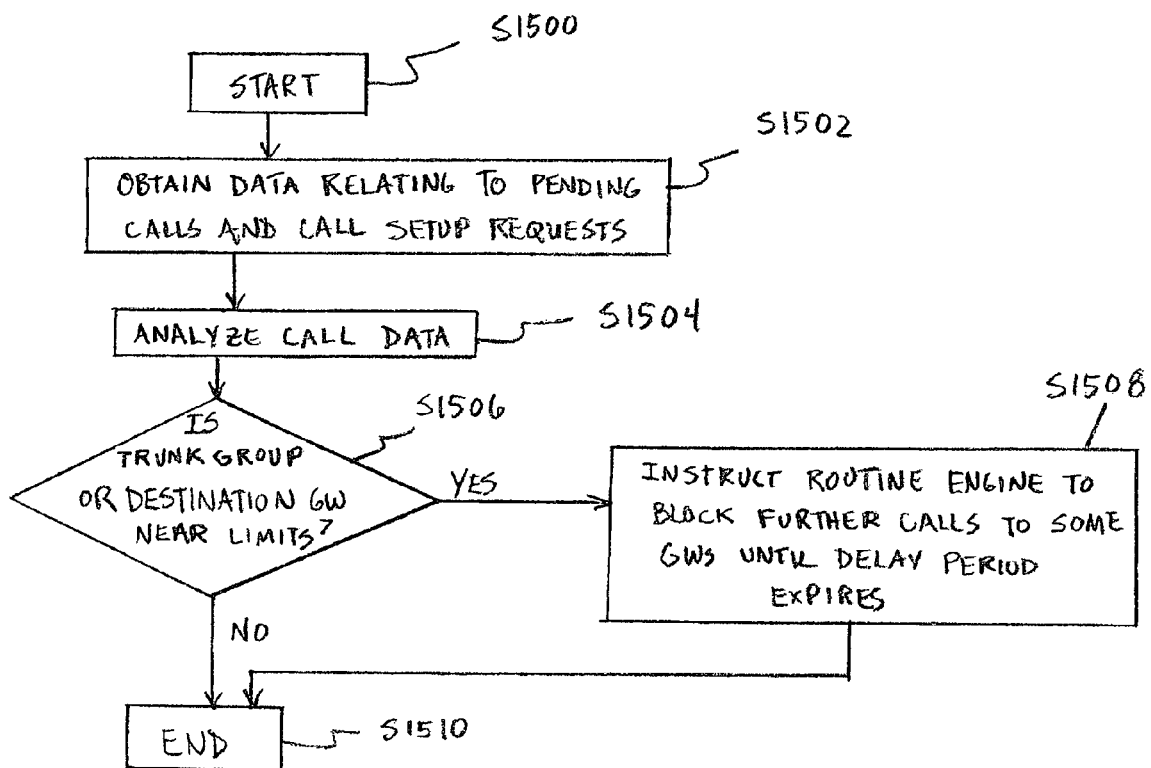 S1500
START
S1502
OBTAIN DATA RELATING TO PENDING
CALLS AND CALL SETUP REQUESTS
S1504
ANALYZE CALL DATA
S1506
IS
TRUNK GROUP
OR DESTINATION GW
NEAR LIMITS?
YES
S1508
INSTRUCT ROUTINE ENGINE TO
BLOCK FURTHER CALLS TO SOME
GWS UNTIL DELAY PERIOD
EXPIRES
NO
END
S1510